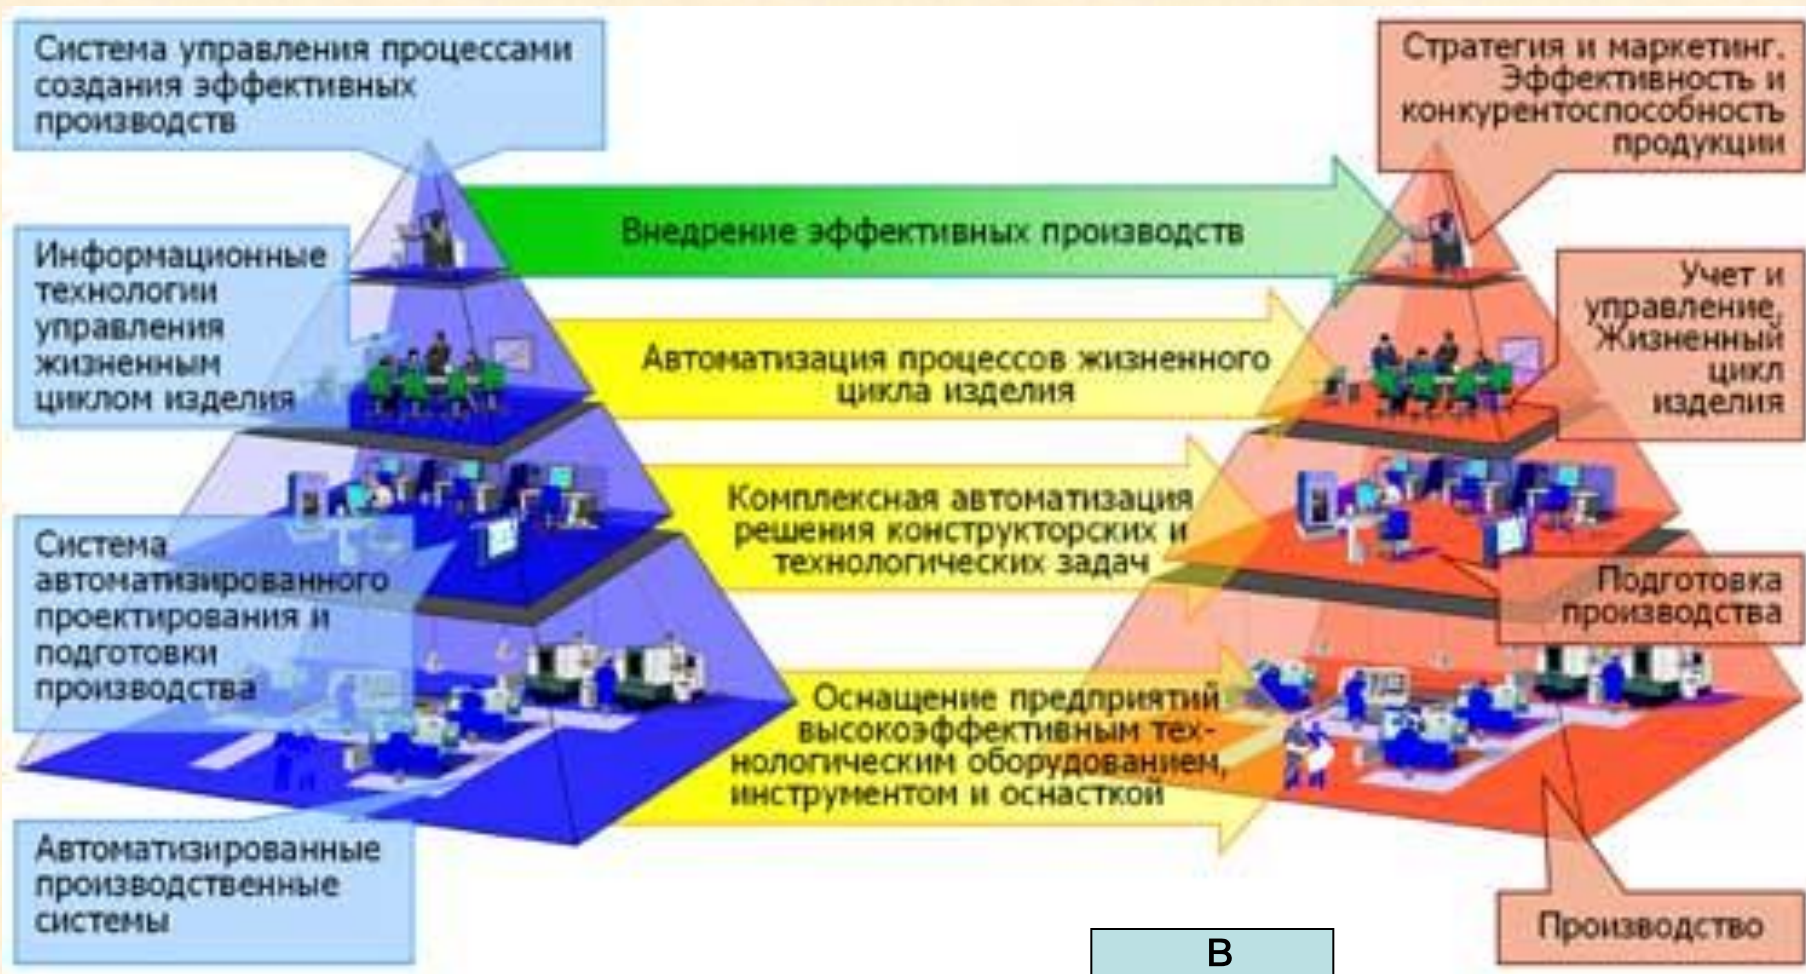 Система управления процессами
создания эффективных
производств
Стратегия и маркетинг.
Эффективность и
конкурентоспособность
продукции
Внедрение эффективных производств
Информационные
технологии
управления
жизненным
циклом изделия
Учет и
управление.
Жизненный
цикл
изделия
Автоматизация процессов жизненного
цикла изделия
Комплексная автоматизация
решения конструкторских и
технологических задач
Система
автоматизированного
проектирования и
подготовки
производства
Подготовка
производства
Оснащение предприятий
высокоэффективным тех-
нологическим оборудованием,
инструментом и оснасткой
Автоматизированные
производственные
системы
Производство
В